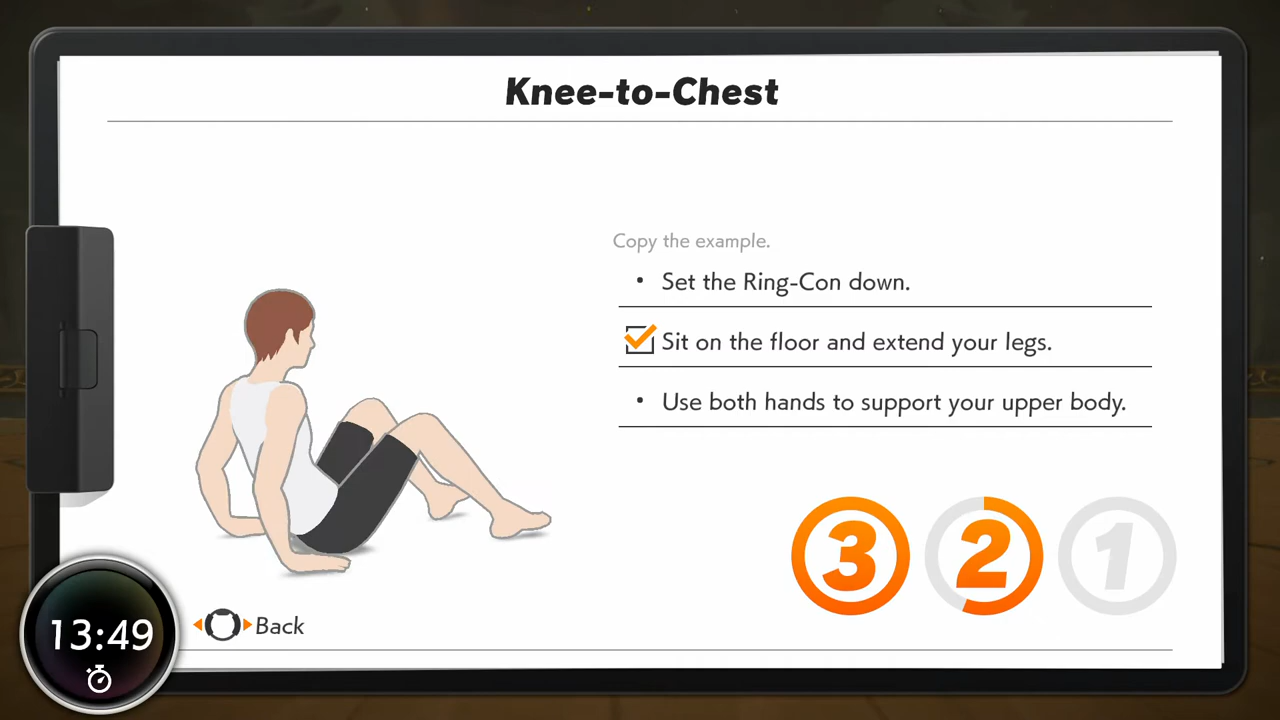 Knee-to-Chest
Copy the example.
• Set the Ring-Con down.
Sit on the floor and extend your legs.
• Use both hands to support your upper body.
3 2 1
Back
13:49